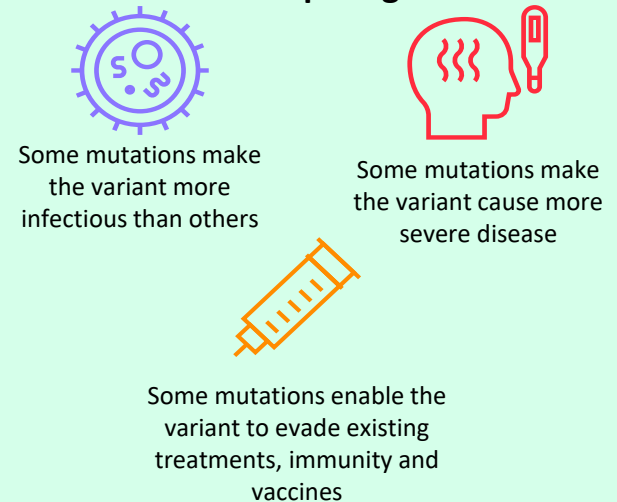 Some mutations make
the variant more
infectious than others
Some mutations make
the variant cause more
severe disease
Some mutations enable the
variant to evade existing
treatments, immunity and
vaccines